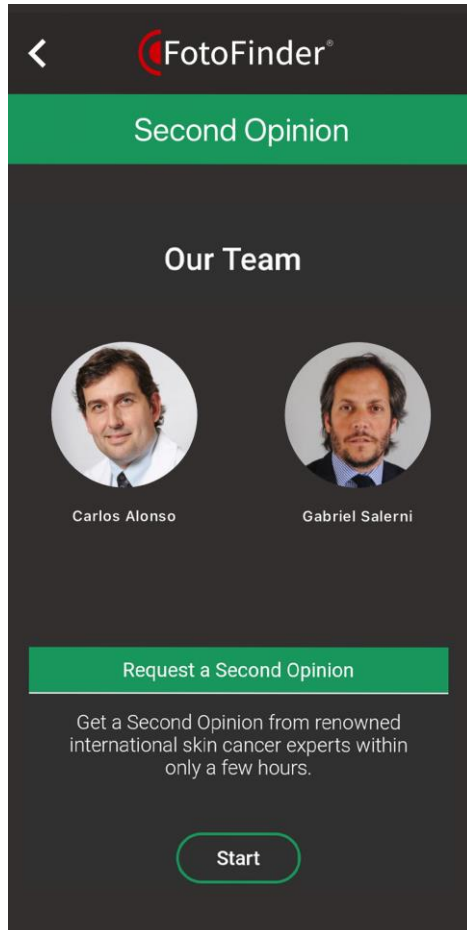 FotoFinder®
Second Opinion
Our Team
Carlos Alonso
Gabriel Salerni
Request a Second Opinion
Get a Second Opinion from renowned
international skin cancer experts within
only a few hours.
Start